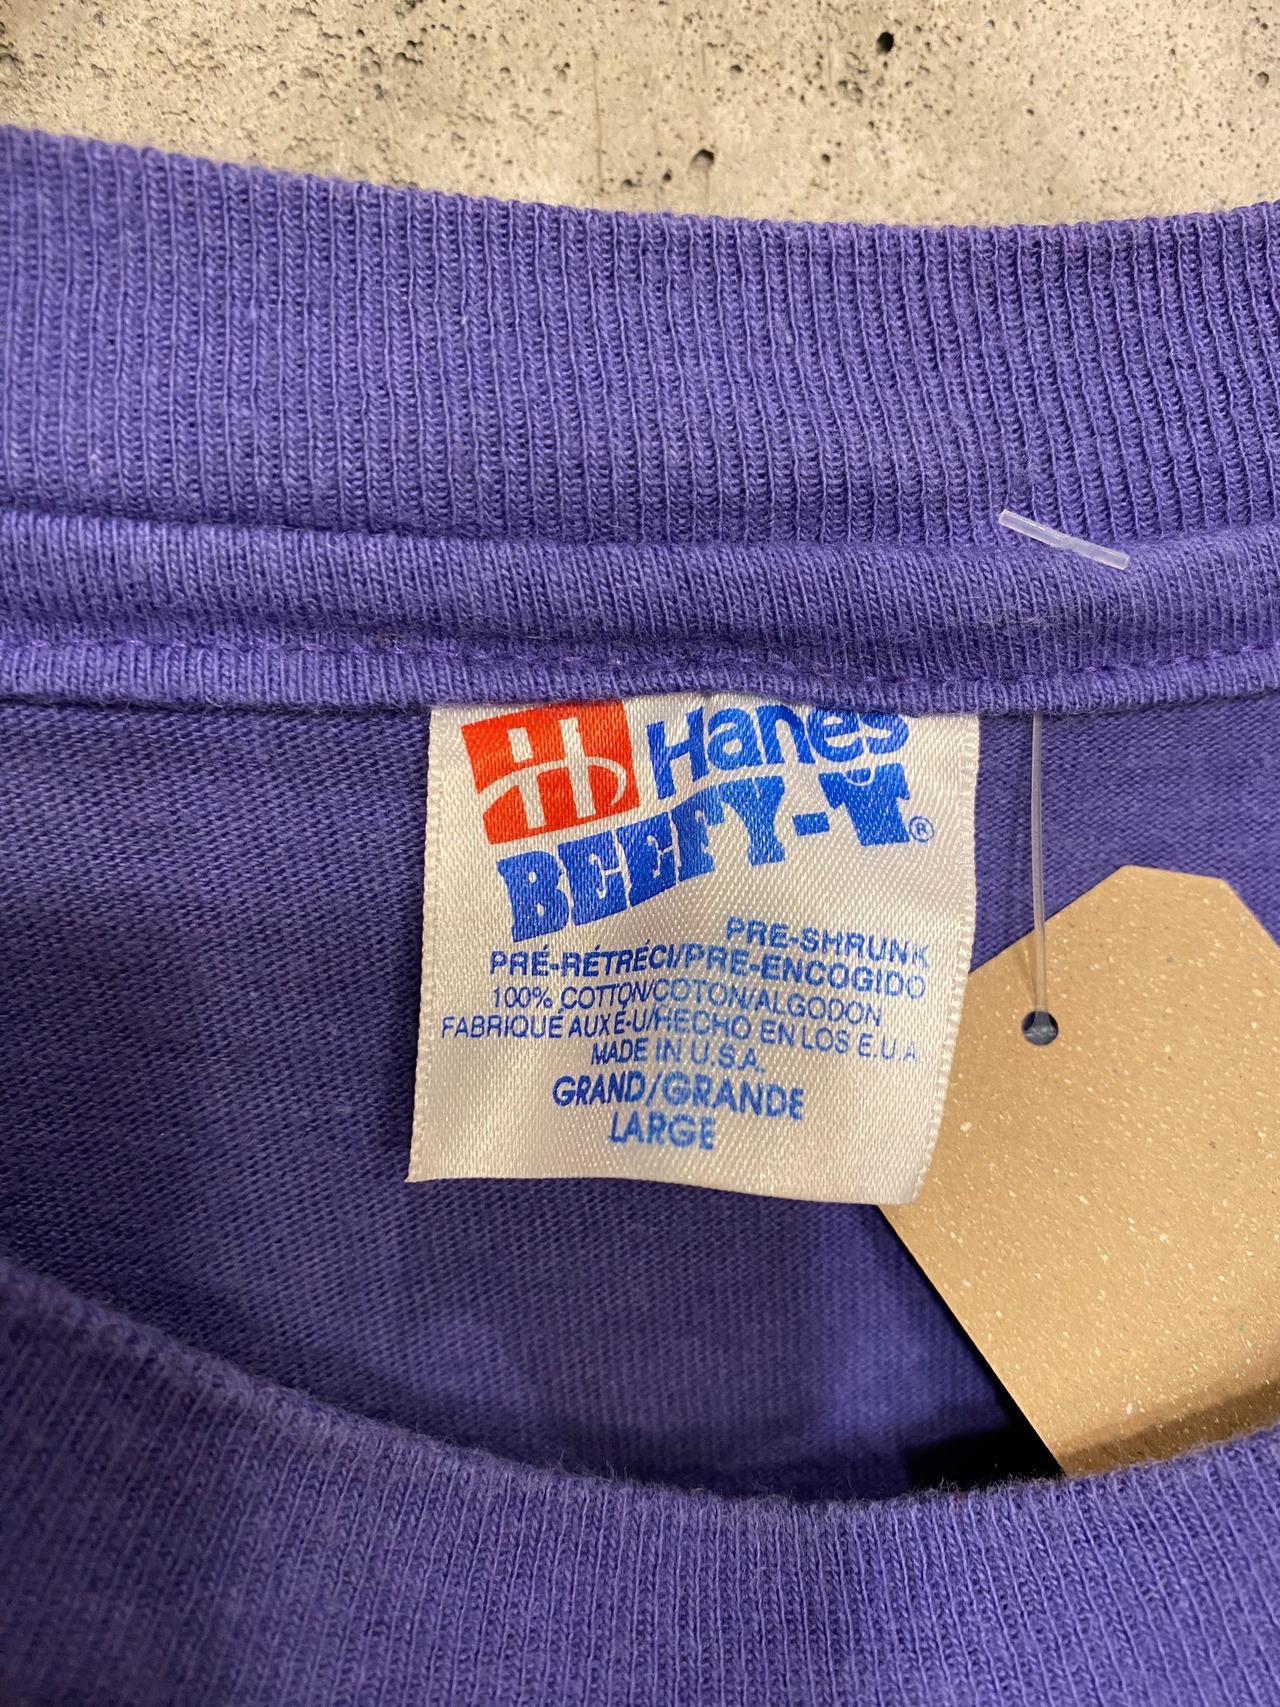 Hanes
BEEFY-T®
PRE-SHRUNK
PRÉ-RÉTRÉCI/PRE-ENCOGIDO
100% COTTON/COTON/ALGODON
FABRIQUÉ AUX É-U/HECHO EN LOS E.U.A.
MADE IN U.S.A.
GRAND/GRANDE
LARGE